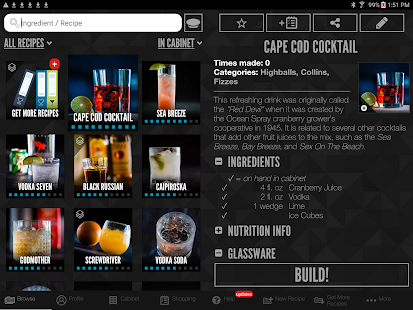 99% 1:51 PM
Ingredient / Recipe
ALL RECIPES
IN CABINET
GET MORE RECIPES
CAPE COD COCKTAIL
SEA BREEZE
VODKA SEVEN
BLACK RUSSIAN
CAIPIROSKA
GODMOTHER
SCREWDRIVER
VODKA SODA
CAPE COD COCKTAIL
Times made: 0
Categories: Highballs, Collins,
Fizzes
This refreshing drink was originally called
the "Red Devil" when it was created by
the Ocean Spray cranberry grower's
cooperative in 1945. It is related to several other cocktails
that add other fruit juices to the mix, such as the Sea
Breeze, Bay Breeze, and Sex On The Beach.
INGREDIENTS
✓ = on hand in cabinet
✓ 4 fl. oz Cranberry Juice
✓ 2 fl. oz Vodka
✓ 1 wedge Lime
✓ Ice Cubes
NUTRITION INFO
GLASSWARE
BUILD!
Browse
Profile
Cabinet
Shopping
Help
updates
New Recipe
Get More
Recipes
More